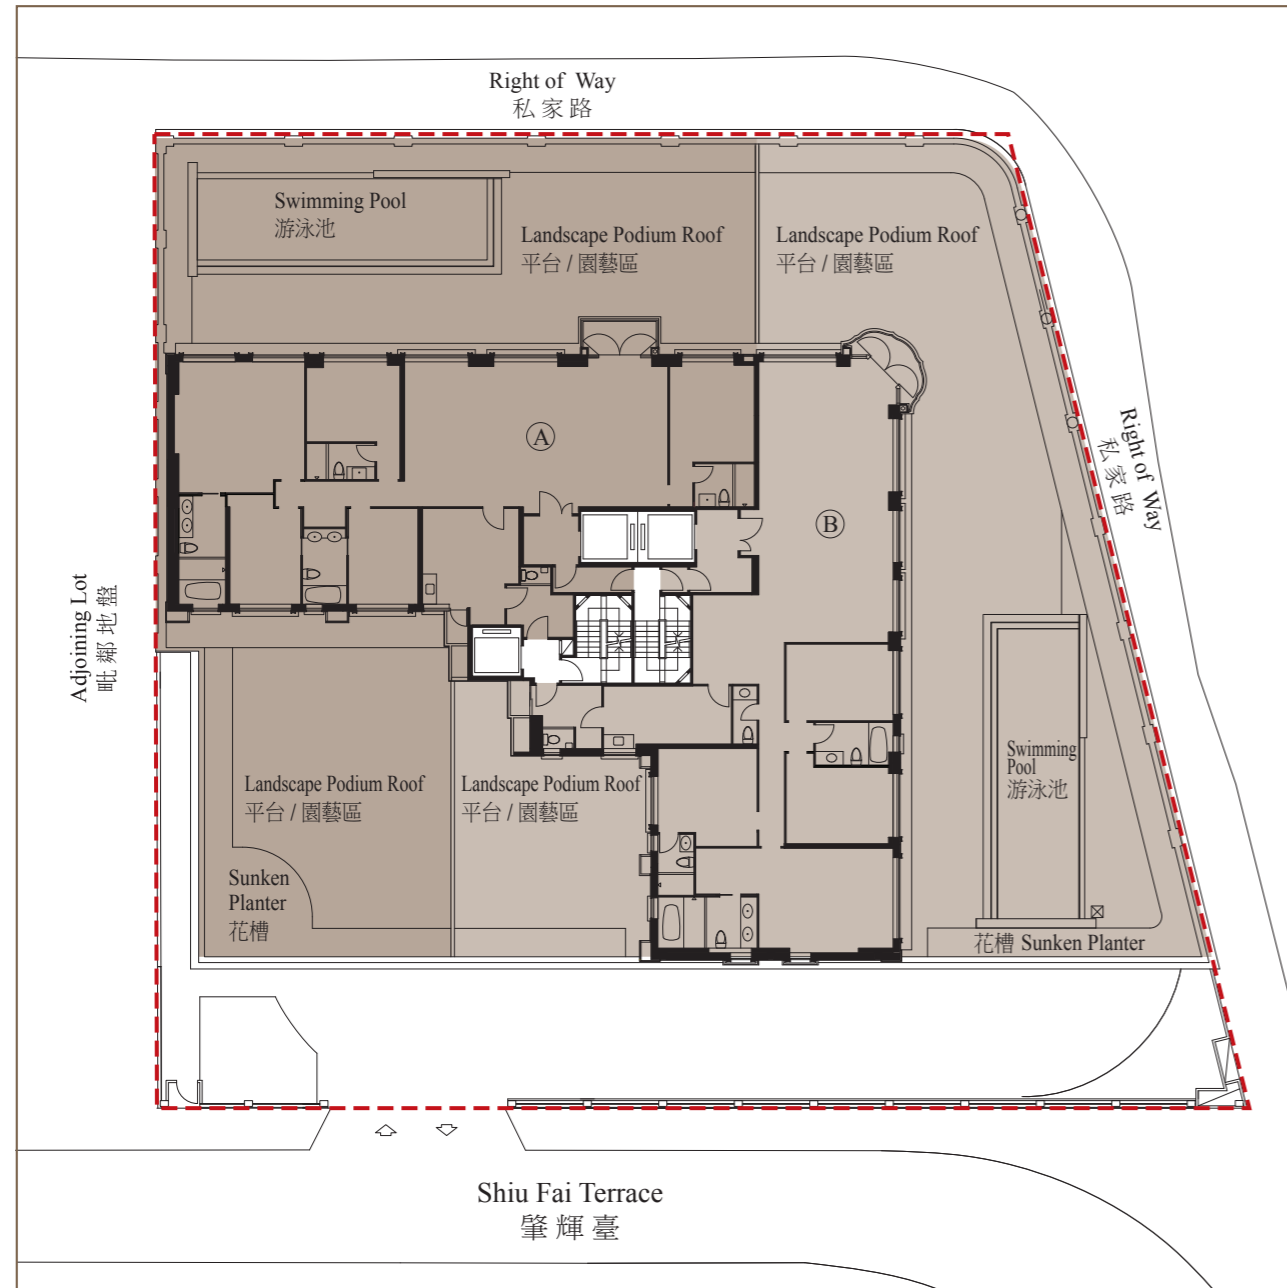 Right of Way
私家路
Swimming Pool
游泳池
Landscape Podium Roof
平台 / 園藝區
Landscape Podium Roof
平台 / 園藝區
A
B
Right of Way
私家路
Adjoining Lot
毗鄰地盤
Swimming
Pool
游泳池
Landscape Podium Roof
平台 / 園藝區
Landscape Podium Roof
平台 / 園藝區
Sunken
Planter
花槽
花槽 Sunken Planter
Shiu Fai Terrace
肇輝臺